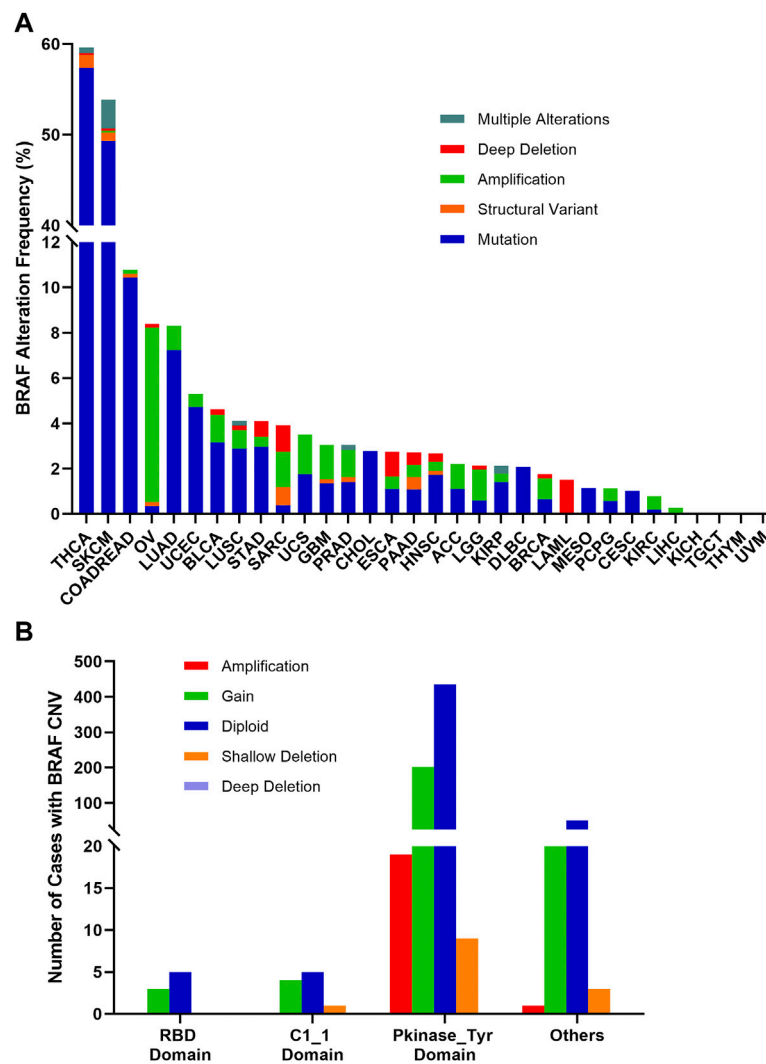 A
BRAF Alteration Frequency (%)
60
50
40
12
10
8
6
4
2
0
Multiple Alterations
Deep Deletion
Amplification
Structural Variant
Mutation
THCA
SKCM
COADREAD
OV
LUAD
UCEC
BLCA
LUSC
STAD
SARC
UCS
GBM
PRAD
CHOL
ESCA
PAAD
HNSC
ACC
LGG
KIRP
DLBC
BRCA
LAML
MESO
PCPG
CESC
KIRC
LIHC
KICH
TGCT
THYM
UVM
B
Number of Cases with BRAF CNV
500
400
300
200
100
20
15
10
5
0
Amplification
Gain
Diploid
Shallow Deletion
Deep Deletion
RBD
Domain
C1_1
Domain
Pkinase_Tyr
Domain
Others